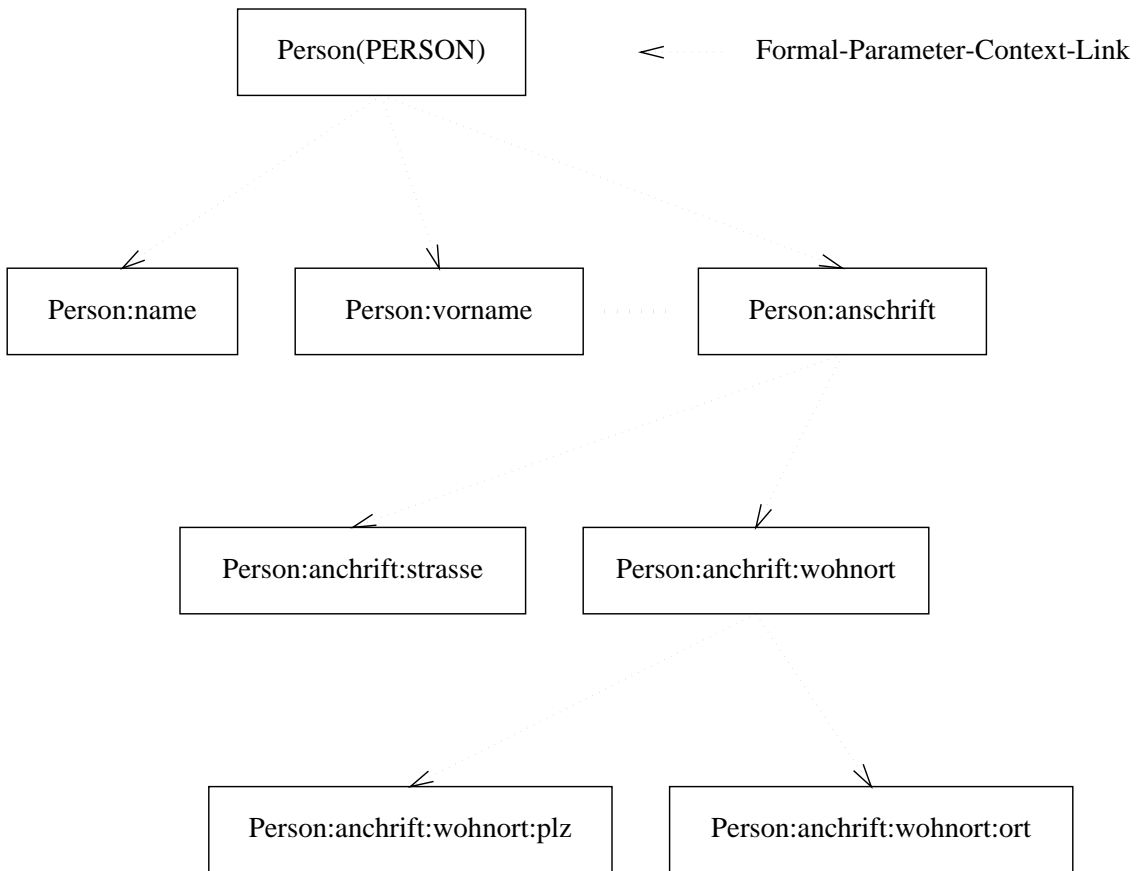 Person(PERSON)
Formal-Parameter-Context-Link
Person:name
Person:vorname
Person:anschrift
Person:anchrift:strasse
Person:anchrift:wohnort
Person:anchrift:wohnort:plz
Person:anchrift:wohnort:ort